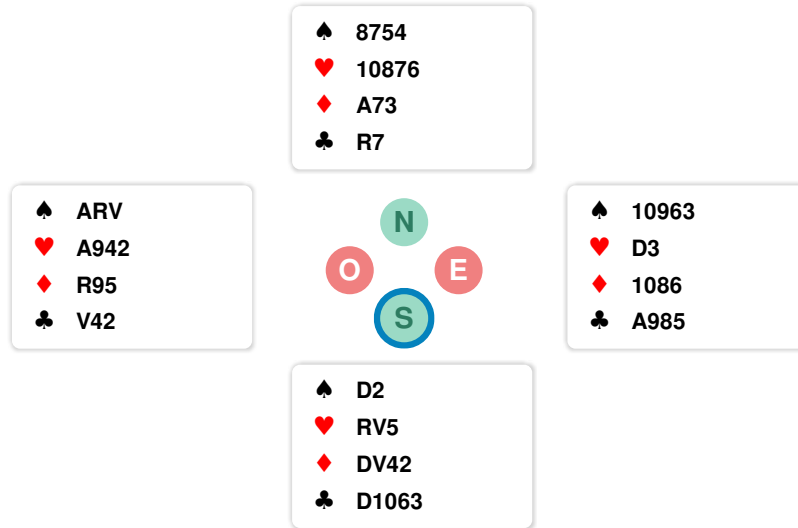 ♠ 8754
♥ 10876
♦ A73
♣ R7
♠ ARV
♥ A942
♦ R95
♣ V42
N
O E
S
♠ 10963
♥ D3
♦ 1086
♣ A985
♠ D2
♥ RV5
♦ DV42
♣ D1063